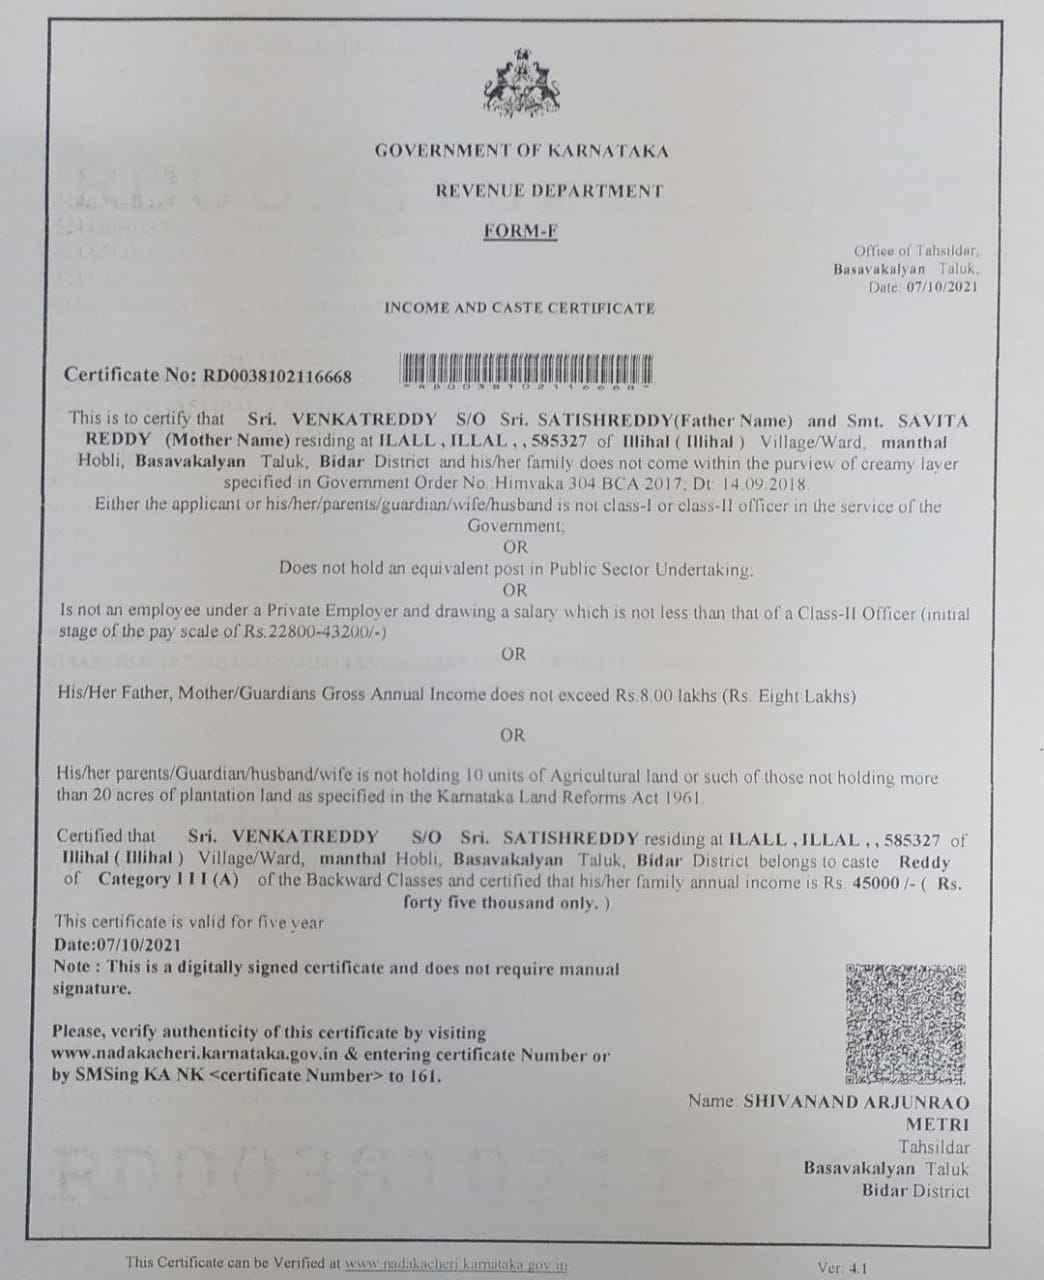 GOVERNMENT OF KARNATAKA
REVENUE DEPARTMENT
FORM-F
Office of Tahsildar,
Basavakalyan Taluk,
Date: 07/10/2021
INCOME AND CASTE CERTIFICATE
Certificate No: RD0038102116668
*RD0038102116668*
This is to certify that Sri. VENKATREDDY S/O Sri. SATISHREDDY(Father Name) and Smt. SAVITA
REDDY (Mother Name) residing at ILALL , ILLAL , , 585327 of Illihal ( Illihal ) Village/Ward, manthal
Hobli, Basavakalyan Taluk, Bidar District and his/her family does not come within the purview of creamy layer
specified in Government Order No. Himvaka 304 BCA 2017, Dt: 14.09.2018.
Either the applicant or his/her/parents/guardian/wife/husband is not class-I or class-II officer in the service of the
Government;
OR
Does not hold an equivalent post in Public Sector Undertaking;
OR
Is not an employee under a Private Employer and drawing a salary which is not less than that of a Class-II Officer (initial
stage of the pay scale of Rs.22800-43200/-)
OR
His/Her Father, Mother/Guardians Gross Annual Income does not exceed Rs.8.00 lakhs (Rs. Eight Lakhs)
OR
His/her parents/Guardian/husband/wife is not holding 10 units of Agricultural land or such of those not holding more
than 20 acres of plantation land as specified in the Karnataka Land Reforms Act 1961.
Certified that Sri. VENKATREDDY S/O Sri. SATISHREDDY residing at ILALL , ILLAL , , 585327 of
Illihal ( Illihal ) Village/Ward, manthal Hobli, Basavakalyan Taluk, Bidar District belongs to caste Reddy
of Category I I I (A) of the Backward Classes and certified that his/her family annual income is Rs. 45000 /- ( Rs.
forty five thousand only. )
This certificate is valid for five year
Date:07/10/2021
Note : This is a digitally signed certificate and does not require manual
signature.
Please, verify authenticity of this certificate by visiting
www.nadakacheri.karnataka.gov.in & entering certificate Number or
by SMSing KA NK <certificate Number> to 161.
Name: SHIVANAND ARJUNRAO
METRI
Tahsildar
Basavakalyan Taluk
Bidar District
This Certificate can be Verified at www.nadakacheri.karnataka.gov.in
Ver: 4.1